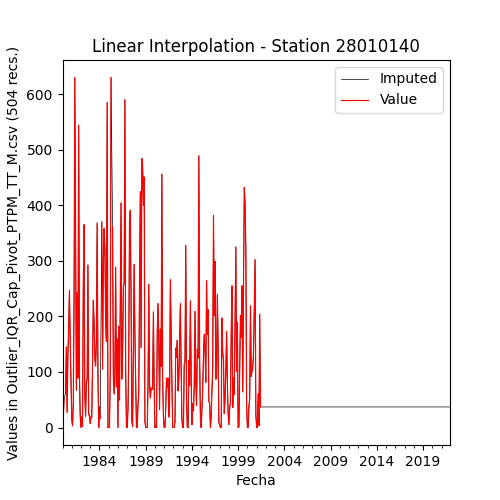 Linear Interpolation - Station 28010140
Values in Outlier_IQR_Cap_Pivot_PTPM_TT_M.csv (504 recs.)
Imputed
Value
600
500
400
300
200
100
0
1984 1989 1994 1999 2004 2009 2014 2019
Fecha